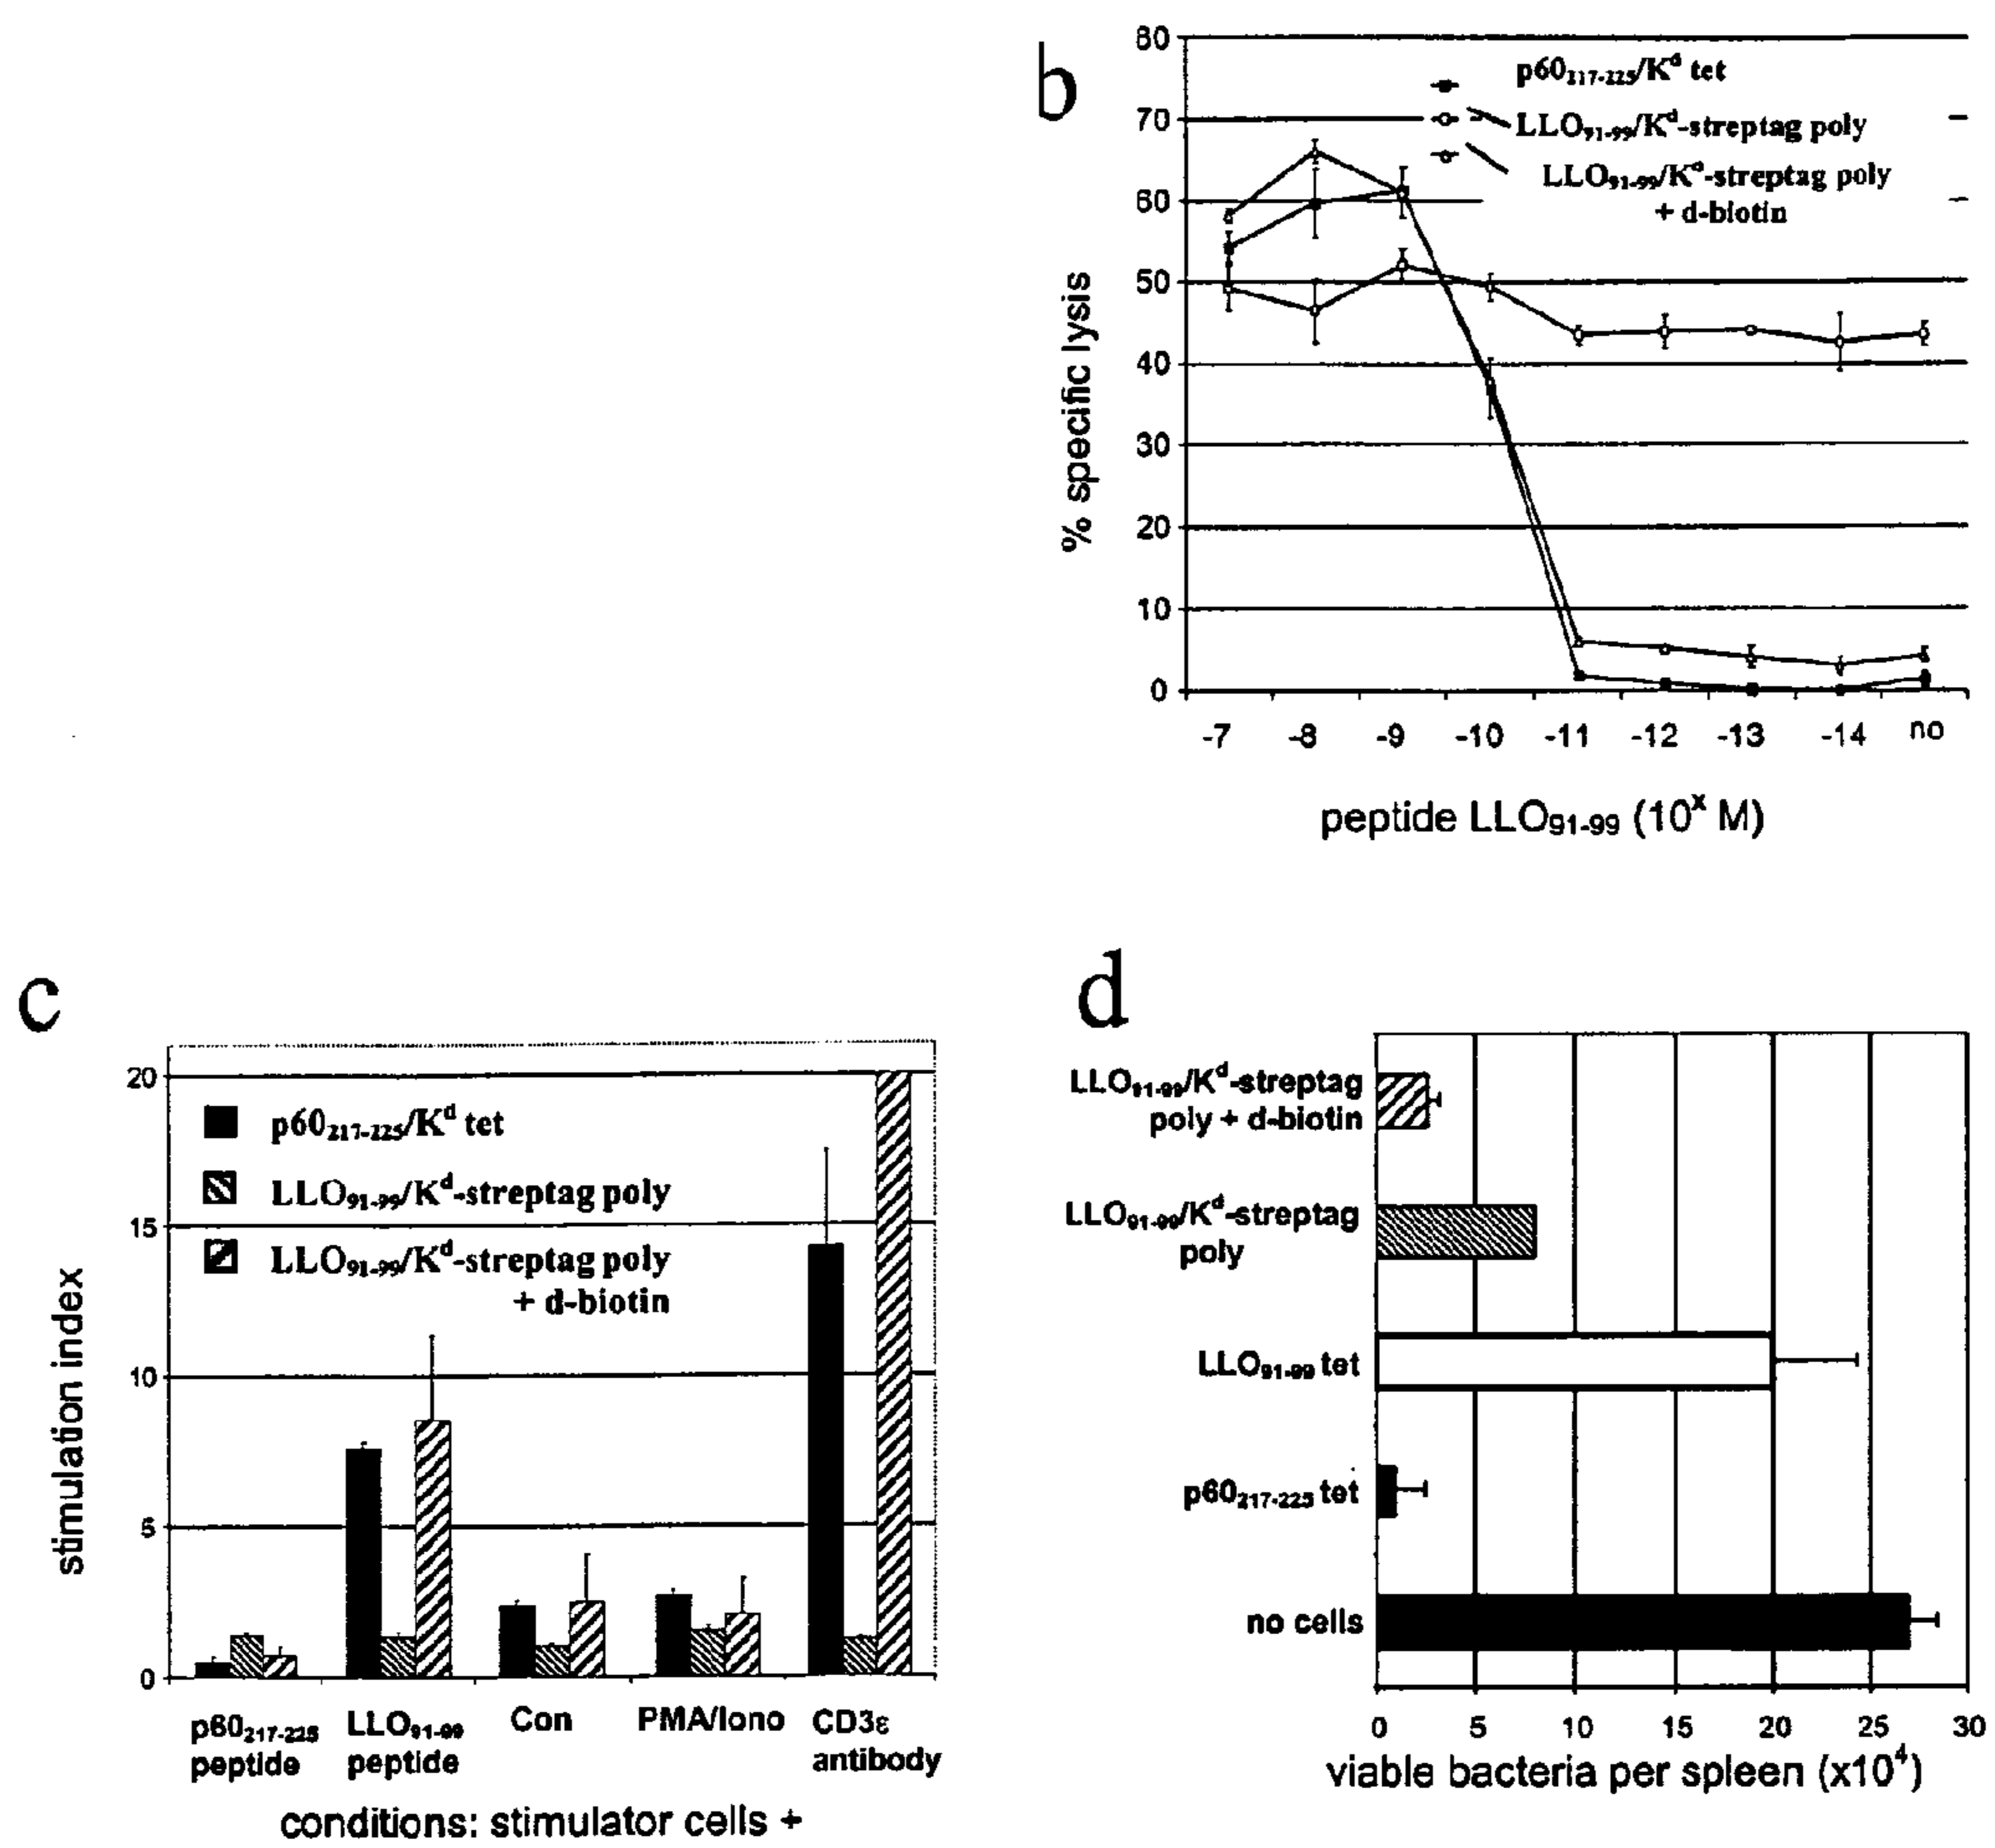 b
80
70
60
50
40
30
20
10
0
% specific lysis
p60217-225/Kd tet
LLO91-99/Kd-streptag poly
LLO91-99/Kd-streptag poly
+ d-biotin
-7 -8 -9 -10 -11 -12 -13 -14 no
peptide LLO91-99 (10x M)
c
20
15
10
5
0
stimulation index
p60217-225/Kd tet
LLO91-99/Kd-streptag poly
LLO91-99/Kd-streptag poly
+ d-biotin
p60217-225 LLO91-99 Con PMA/Iono CD3ε
peptide peptide antibody
conditions: stimulator cells +
d
LLO91-99/Kd-streptag
poly + d-biotin
LLO91-99/Kd-streptag
poly
LLO91-99 tet
p60217-225 tet
no cells
0 5 10 15 20 25 30
viable bacteria per spleen (x104)